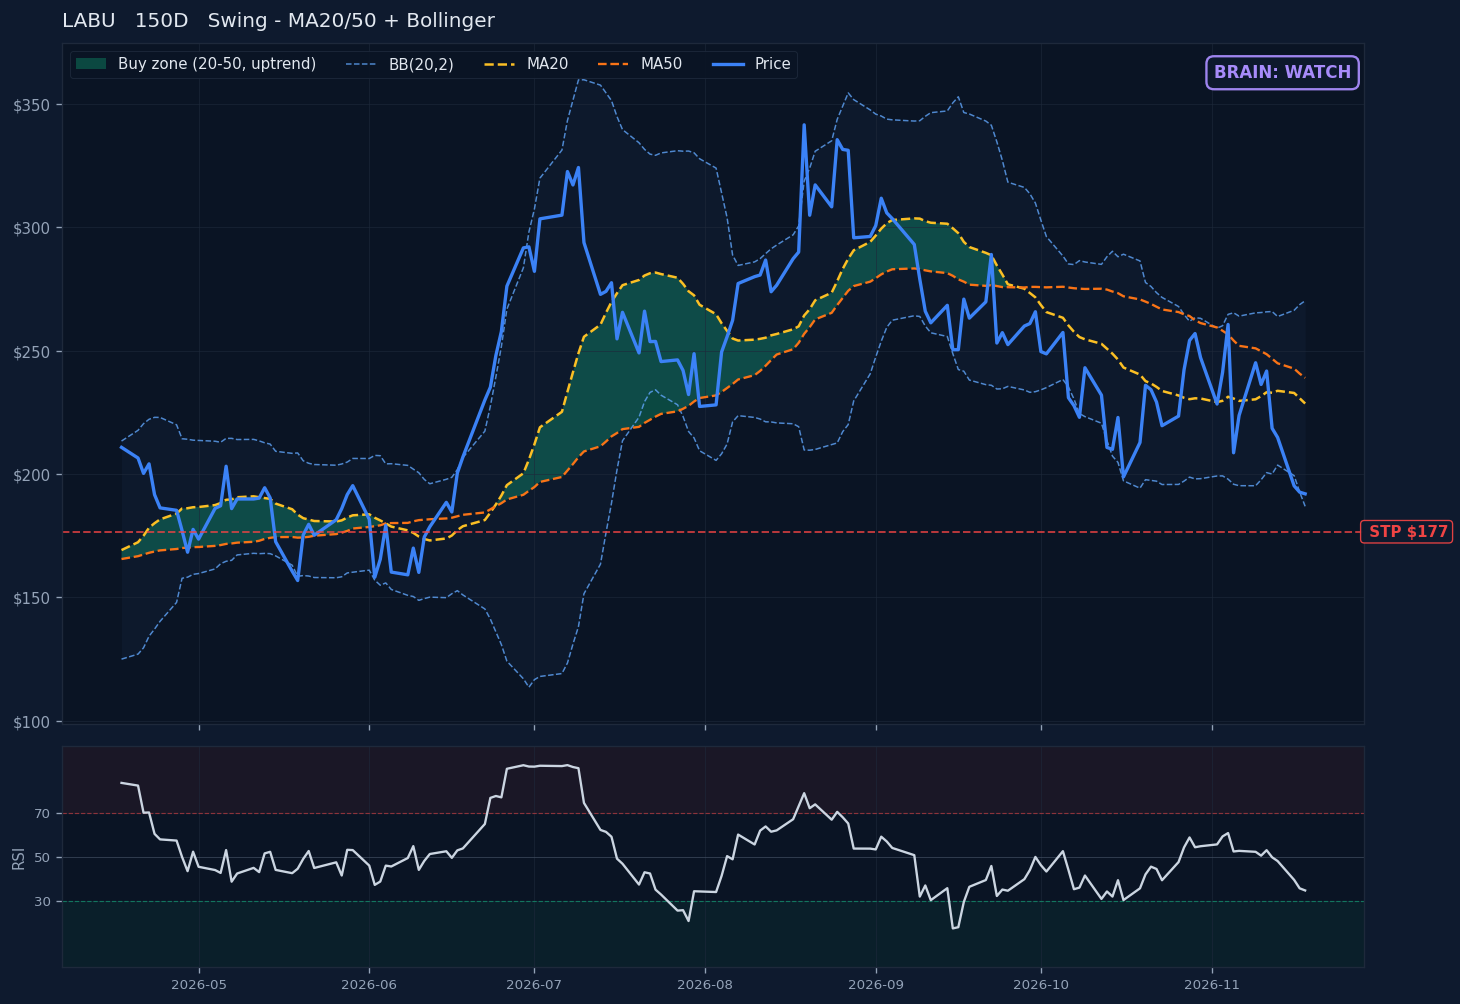 LABU   150D   Swing - MA20/50 + Bollinger
Buy zone (20-50, uptrend)   BB(20,2)   MA20   MA50   Price
BRAIN: WATCH
$350
$300
$250
$200
STP $177
$150
$100
70
50
30
RSI
2026-05   2026-06   2026-07   2026-08   2026-09   2026-10   2026-11